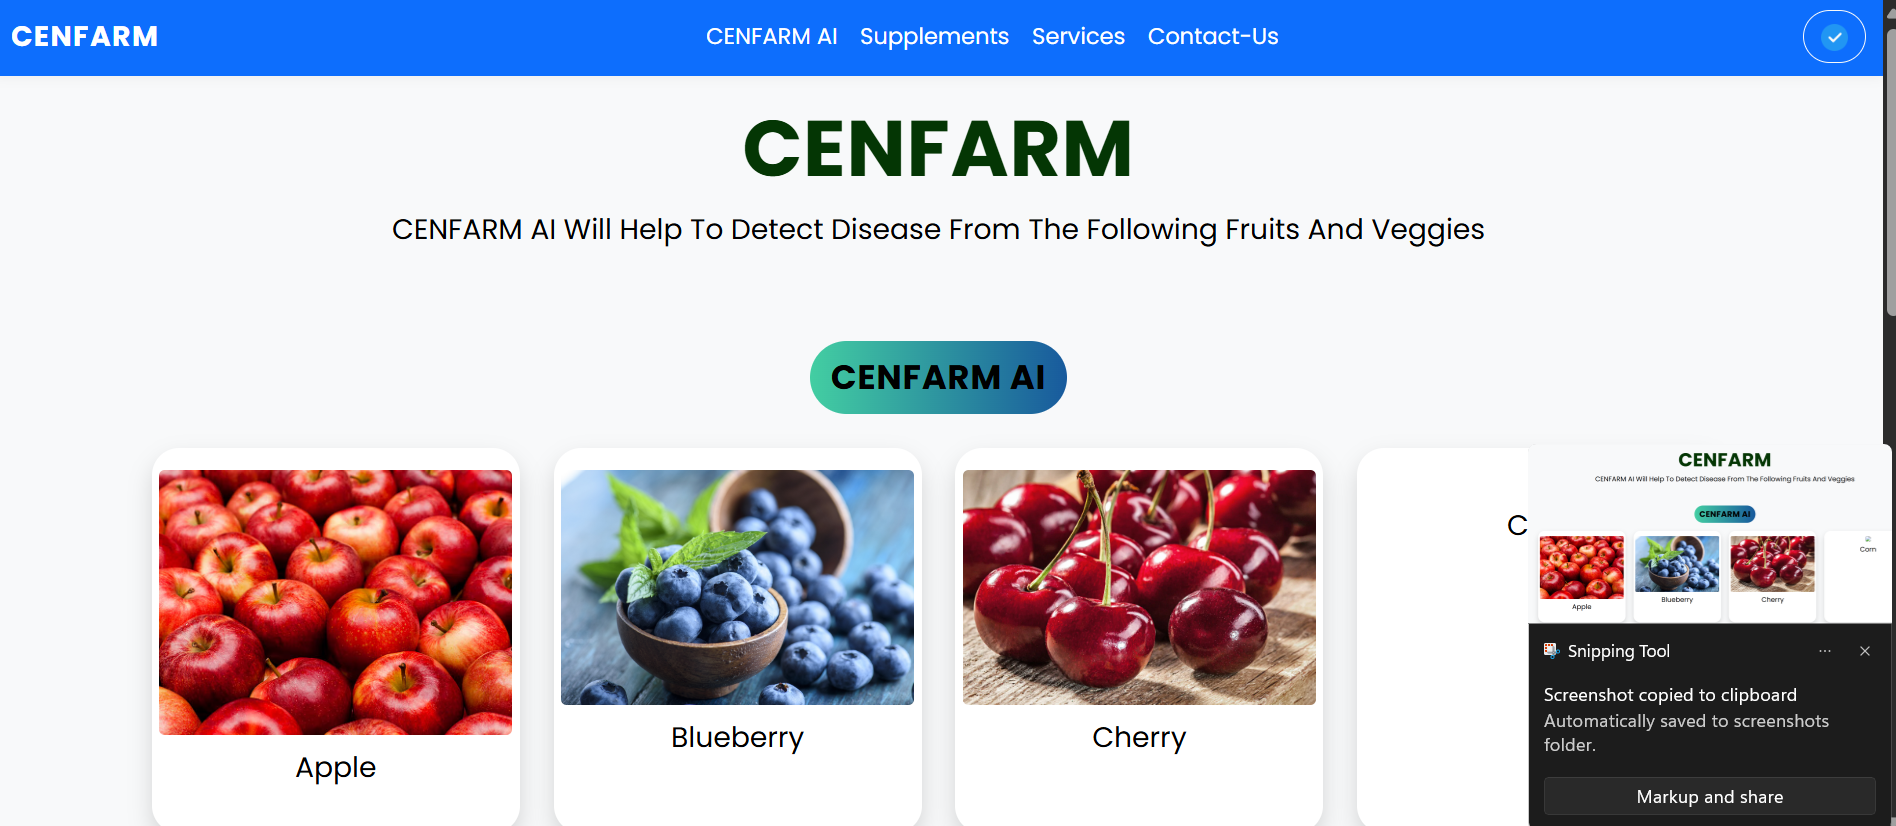 CENFARM
CENFARM AI Supplements Services Contact-Us
CENFARM
CENFARM AI Will Help To Detect Disease From The Following Fruits And Veggies
CENFARM AI
Apple
Blueberry
Cherry
C
CENFARM
CENFARM AI Will Help To Detect Disease From The Following Fruits And Veggies
CENFARM AI
Apple
Blueberry
Cherry
Corn
Snipping Tool
Screenshot copied to clipboard
Automatically saved to screenshots
folder.
Markup and share